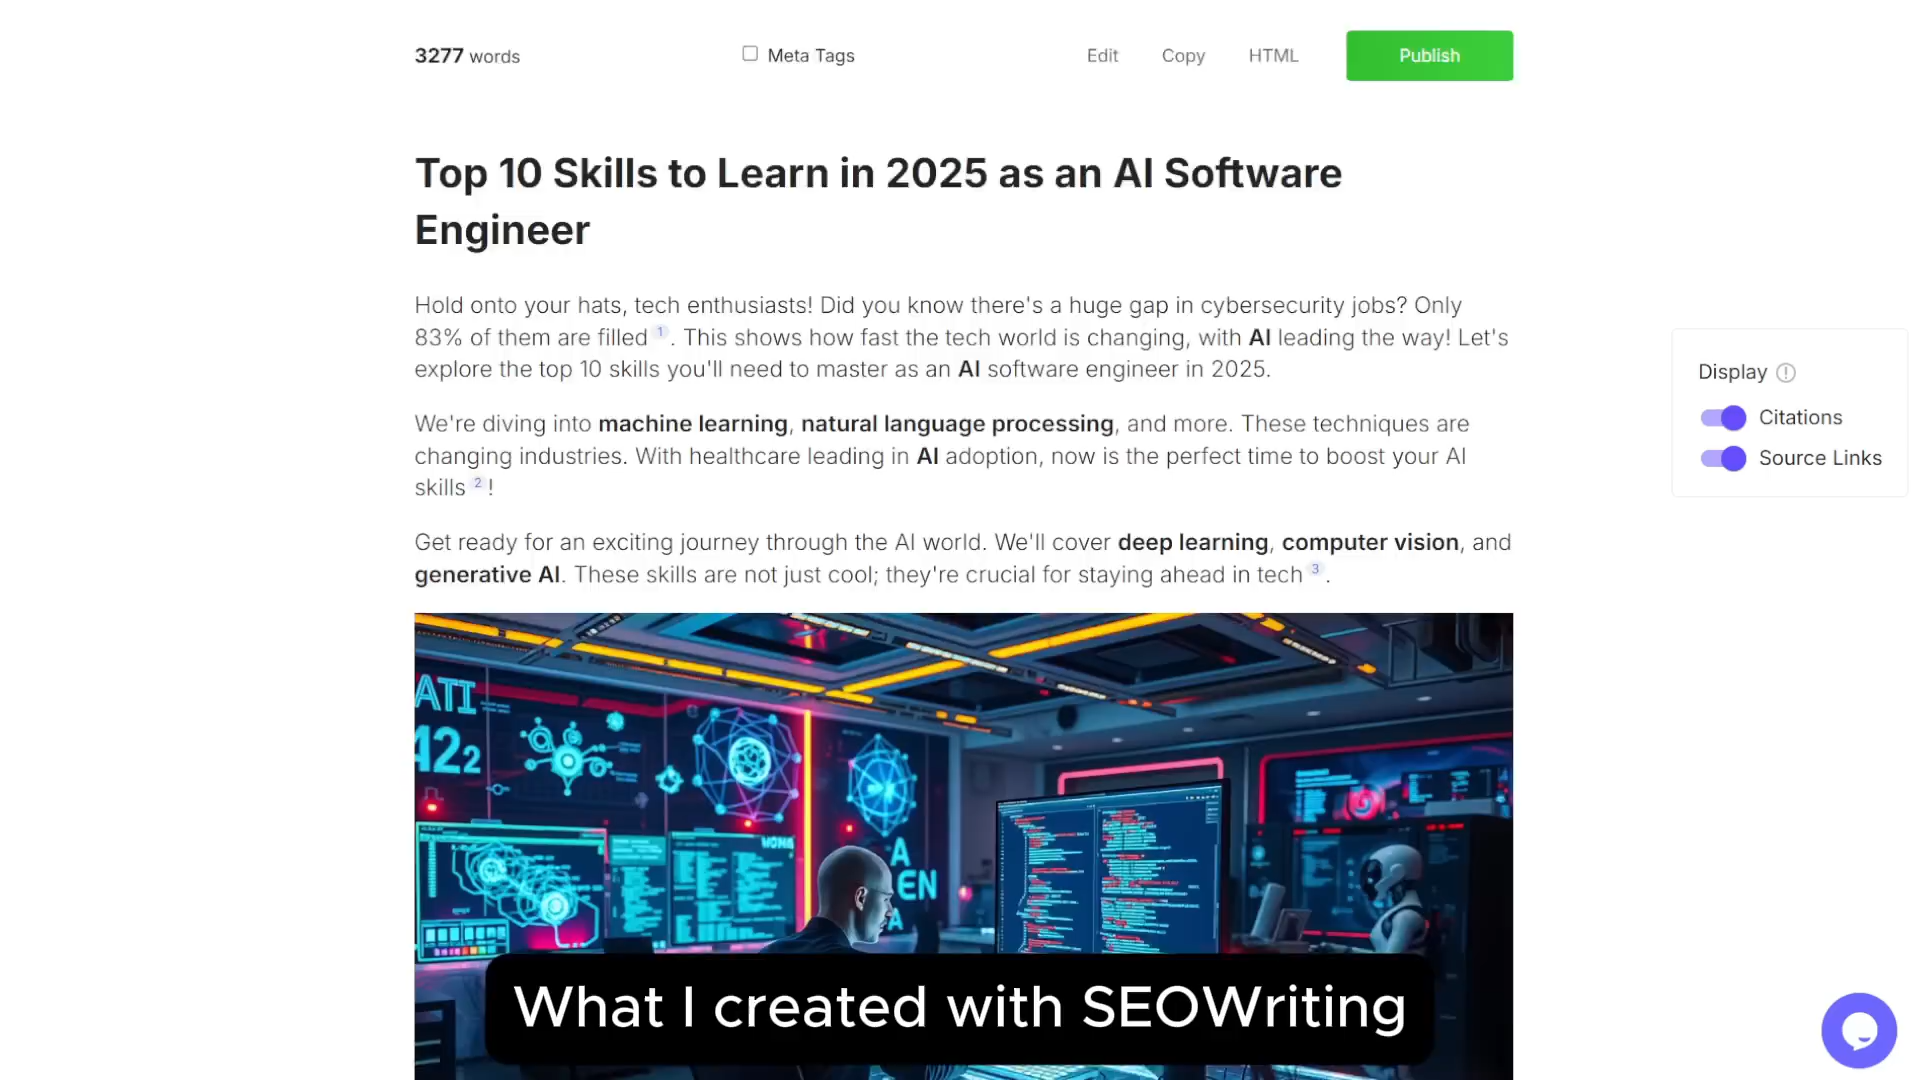 3277 words
Meta Tags
Edit
Copy
HTML
Publish
Top 10 Skills to Learn in 2025 as an AI Software
Engineer
Hold onto your hats, tech enthusiasts! Did you know there's a huge gap in cybersecurity jobs? Only
83% of them are filled 1 . This shows how fast the tech world is changing, with AI leading the way! Let's
explore the top 10 skills you'll need to master as an AI software engineer in 2025.
We're diving into machine learning, natural language processing, and more. These techniques are
changing industries. With healthcare leading in AI adoption, now is the perfect time to boost your AI
skills 2 !
Get ready for an exciting journey through the AI world. We'll cover deep learning, computer vision, and
generative AI. These skills are not just cool; they're crucial for staying ahead in tech 3 .
Display
Citations
Source Links
ATI
422
A
EN
A
What I created with SEOWriting